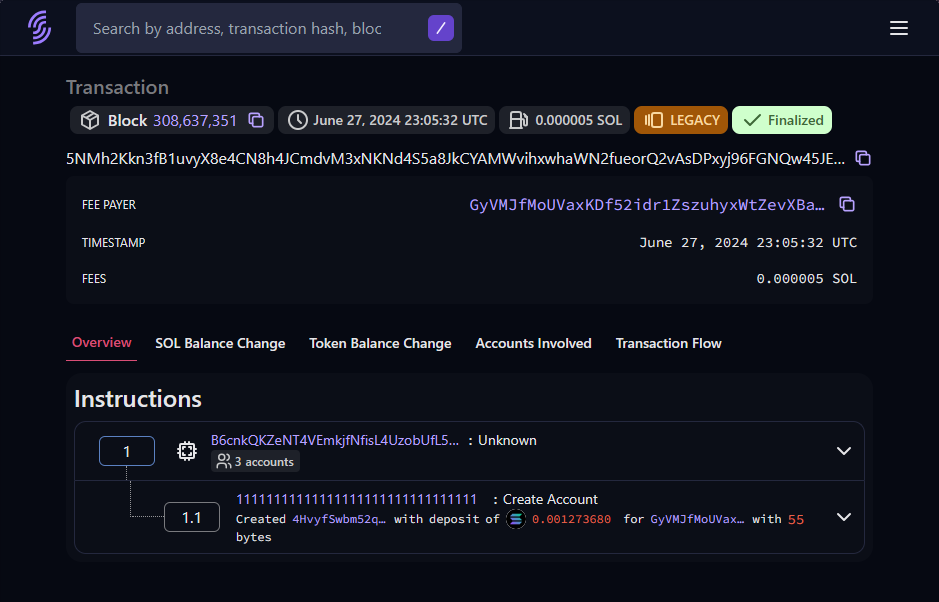 Search by address, transaction hash, bloc /
Transaction
Block 308,637,351 June 27, 2024 23:05:32 UTC 0.000005 SOL LEGACY Finalized
5NMh2Kkn3fB1uvyX8e4CN8h4JCmdvM3xNKNd4S5a8JkCYAMWvihxwhaWN2fueorQ2vAsDPxyj96FGNQw45JE...
FEE PAYER GyVMJfMoUVaxKDf52idr1ZszuhyxWtZevXBa…
TIMESTAMP June 27, 2024 23:05:32 UTC
FEES 0.000005 SOL
Overview SOL Balance Change Token Balance Change Accounts Involved Transaction Flow
Instructions
1 B6cnkQKZeNT4VEmkjfNfisL4UzobUfL5... : Unknown
3 accounts
11111111111111111111111111111111 : Create Account
1.1 Created 4HvyfSwbm52q… with deposit of 0.001273680 for GyVMJfMoUVax… with 55
bytes